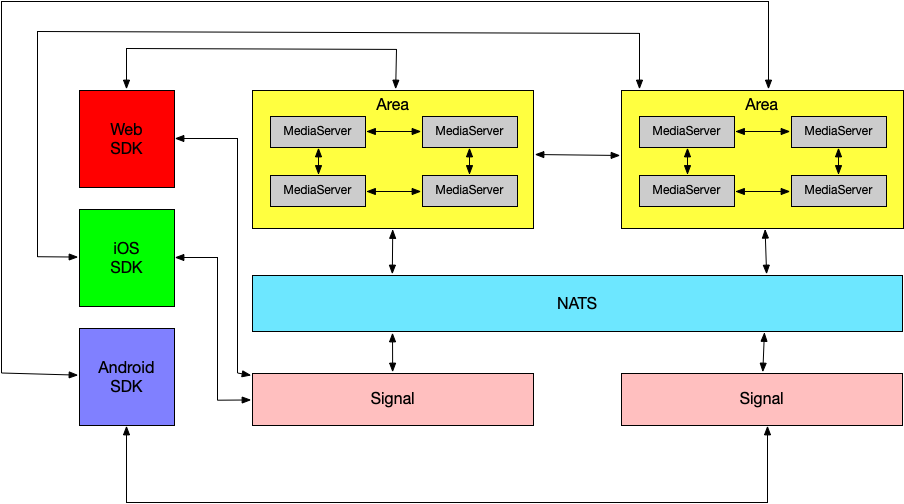 Area
Area
Web
SDK
MediaServer
MediaServer
MediaServer
MediaServer
MediaServer
MediaServer
MediaServer
MediaServer
iOS
SDK
NATS
Android
SDK
Signal
Signal